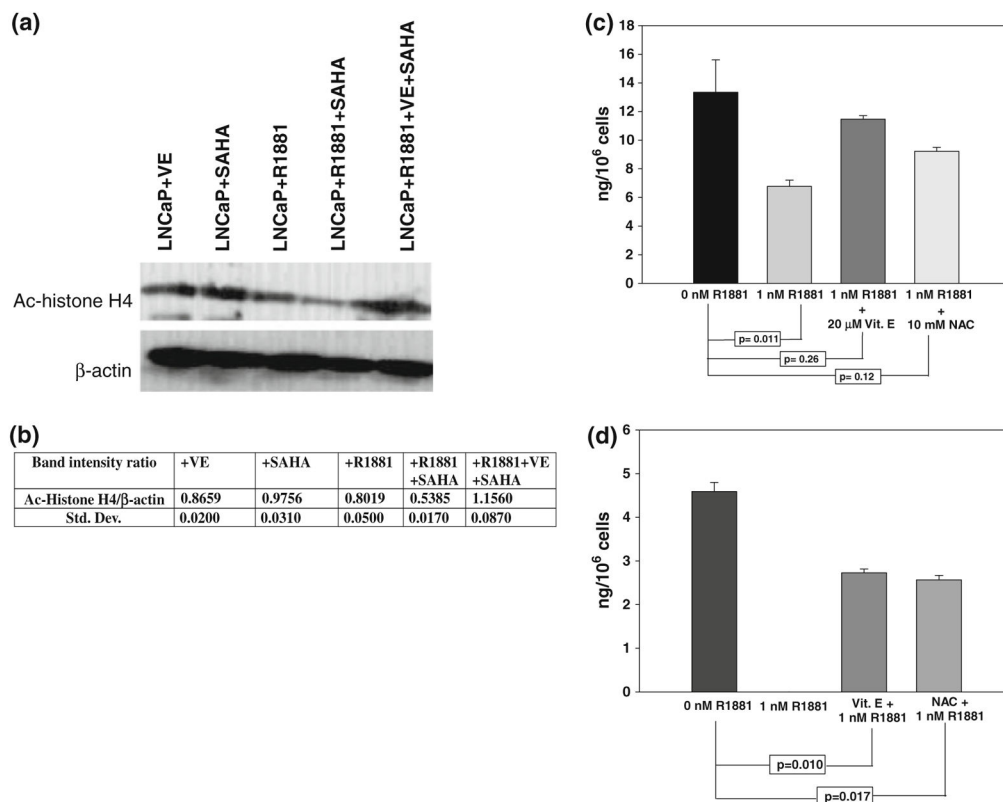 (a)
LNCaP+VE
LNCaP+SAHA
LNCaP+R1881
LNCaP+R1881+SAHA
LNCaP+R1881+VE+SAHA
Ac-histone H4
β-actin
(b)
Band intensity ratio +VE +SAHA +R1881 +R1881 +R1881+VE
+SAHA +SAHA
Ac-Histone H4/β-actin 0.8659 0.9756 0.8019 0.5385 1.1560
Std. Dev. 0.0200 0.0310 0.0500 0.0170 0.0870
(c)
ng/10⁶ cells
18
16
14
12
10
8
6
4
2
0
0 nM R1881 1 nM R1881 1 nM R1881 1 nM R1881
+ +
20 μM Vit. E 10 mM NAC
p= 0.011
p= 0.26
p= 0.12
(d)
ng/10⁶ cells
6
5
4
3
2
1
0
0 nM R1881 1 nM R1881 Vit. E + NAC +
1 nM R1881 1 nM R1881
p=0.010
p=0.017